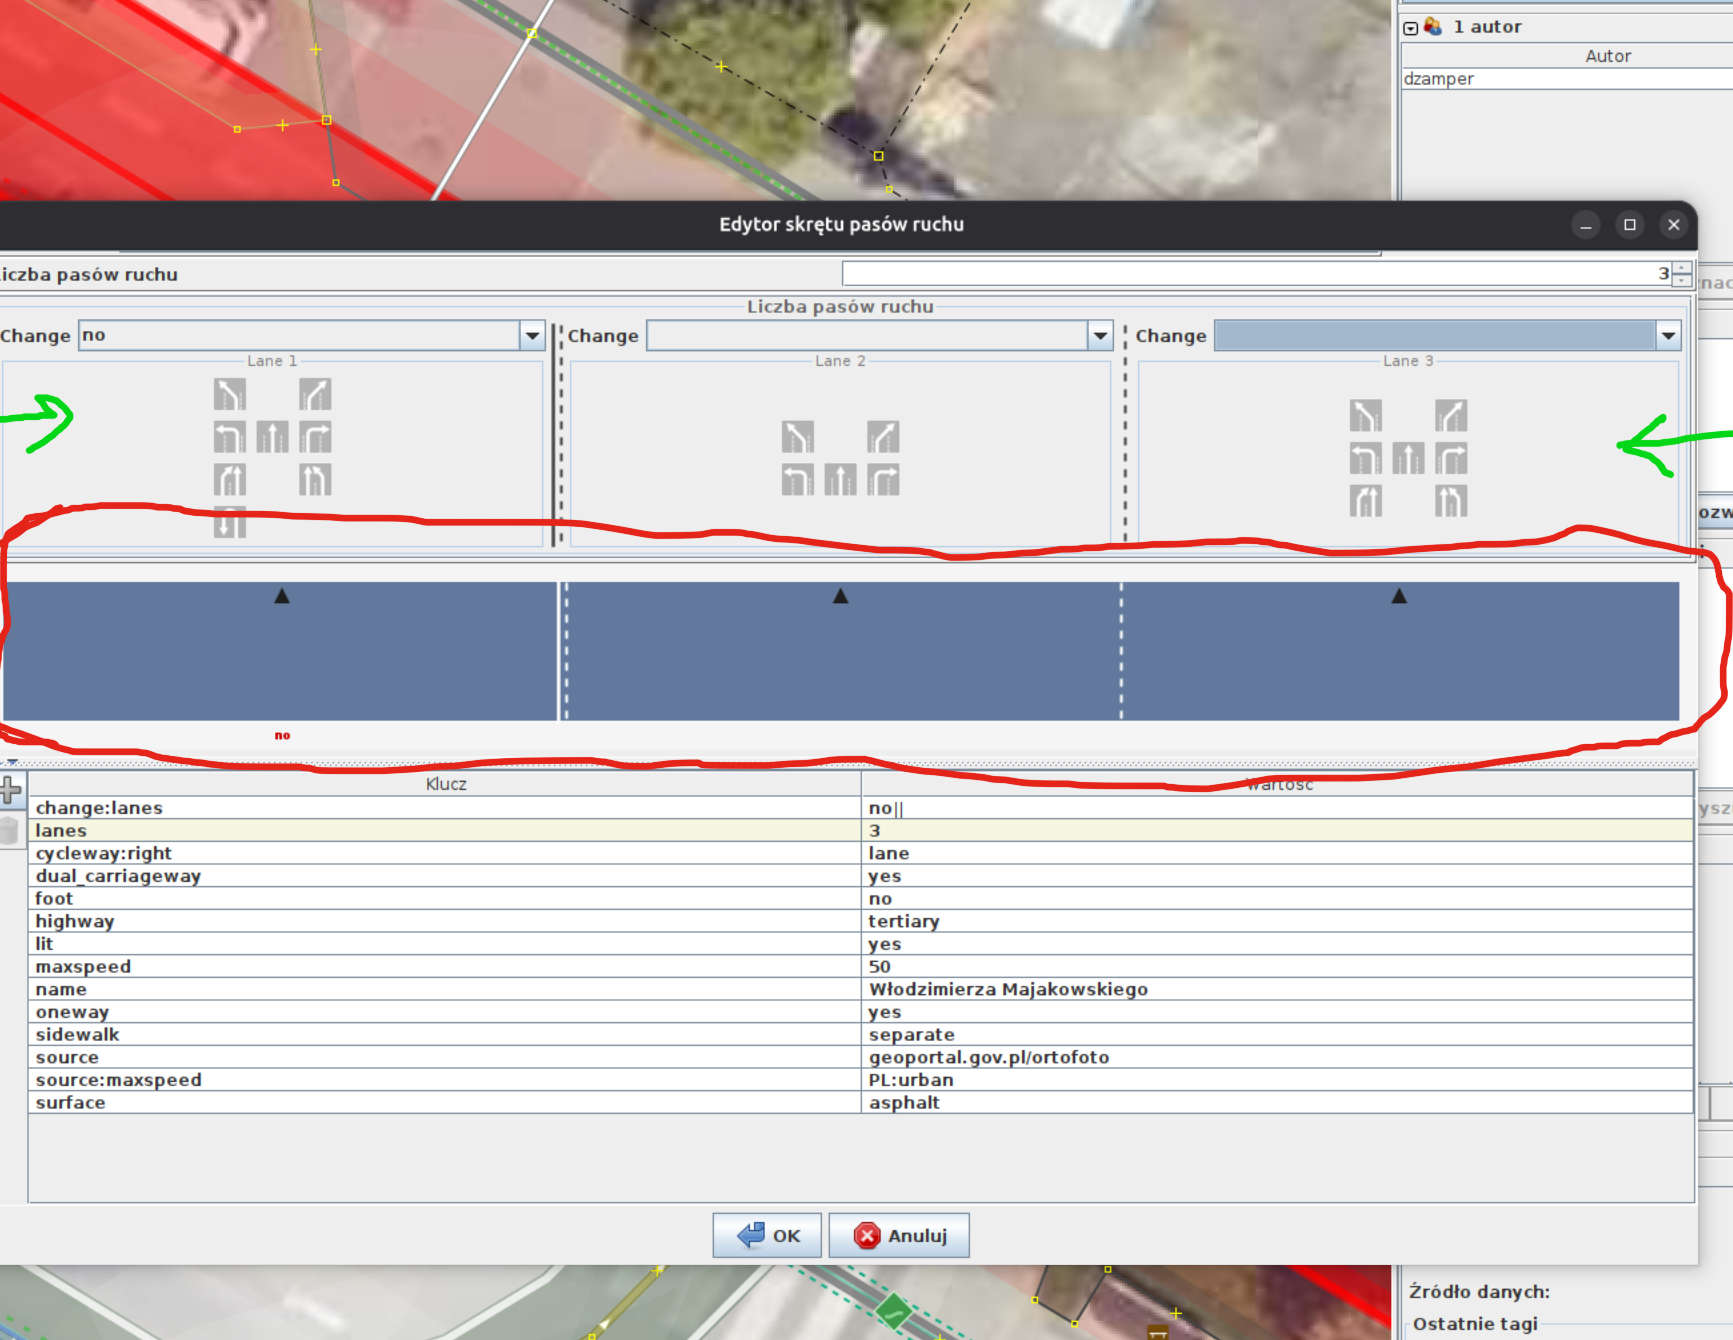 1 autor
Autor
dzamper
Edytor skrętu pasów ruchu
iczba pasów ruchu
3
Liczba pasów ruchu
Change no
Change
Change
Lane 1
Lane 2
Lane 3
no
Klucz Wartość
change:lanes no||
lanes 3
cycleway:right lane
dual_carriageway yes
foot no
highway tertiary
lit yes
maxspeed 50
name Włodzimierza Majakowskiego
oneway yes
sidewalk separate
source geoportal.gov.pl/ortofoto
source:maxspeed PL:urban
surface asphalt
OK Anuluj
Źródło danych:
Ostatnie tagi